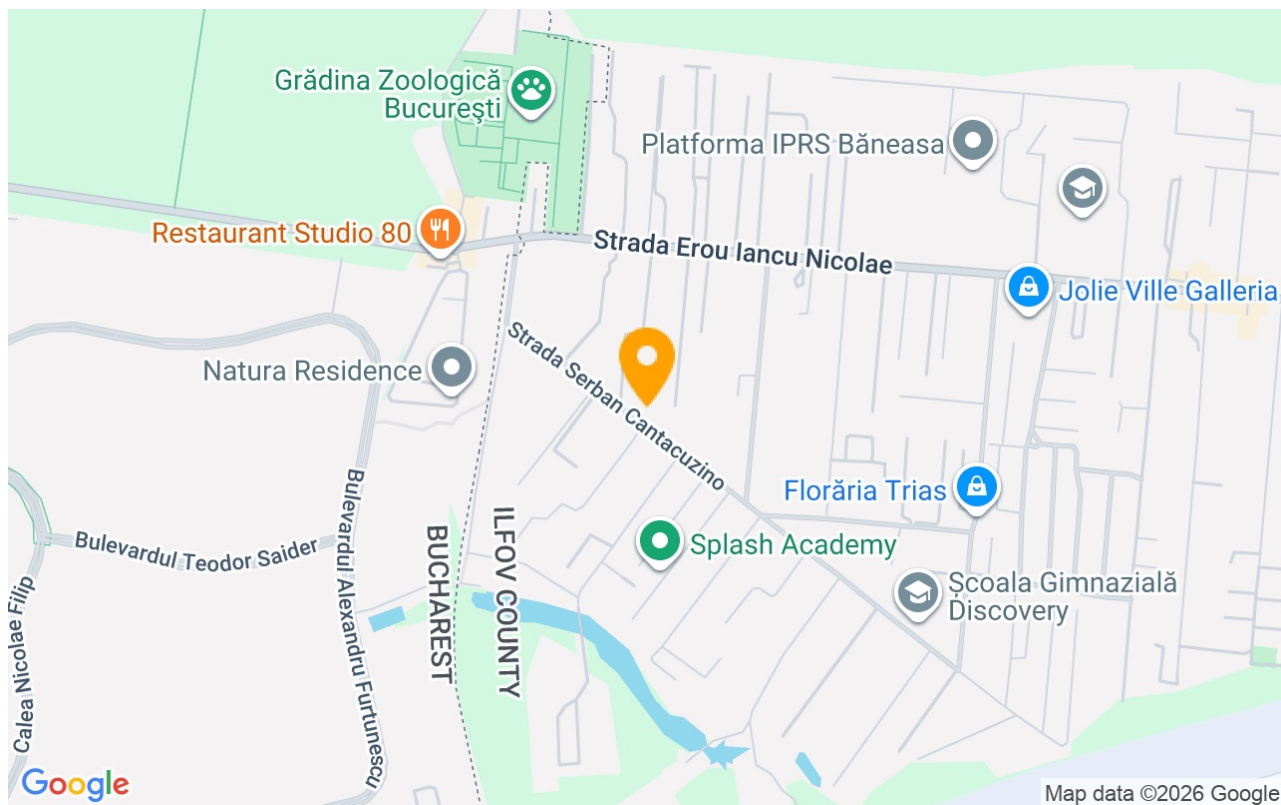 Grădina Zoologică
București
Platforma IPRS Băneasa
Restaurant Studio 80
Strada Erou Iancu Nicolae
Jolie Ville Galleria
Strada Serban Cantacuzino
Natura Residence
Florăria Trias
Bulevardul Teodor Saider
Bulevardul Alexandru Furtunescu
BUCHAREST
ILFOV COUNTY
Splash Academy
Școala Gimnazială
Discovery
Calea Nicolae Filip
Google
Map data ©2026 Google